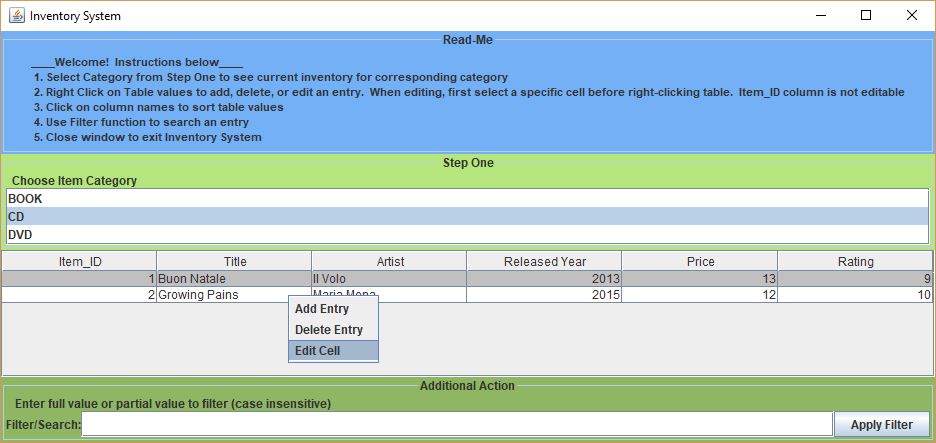 Inventory System
Read-Me
____Welcome!  Instructions below____
1. Select Category from Step One to see current inventory for corresponding category
2. Right Click on Table values to add, delete, or edit an entry.  When editing, first select a specific cell before right-clicking table.  Item_ID column is not editable
3. Click on column names to sort table values
4. Use Filter function to search an entry
5. Close window to exit Inventory System
Step One
Choose Item Category
BOOK
CD
DVD
Item_ID Title Artist Released Year Price Rating
1 Buon Natale Il Volo 2013 13 9
2 Growing Pains Maria Mena 2015 12 10
Add Entry
Delete Entry
Edit Cell
Additional Action
Enter full value or partial value to filter (case insensitive)
Filter/Search: Apply Filter